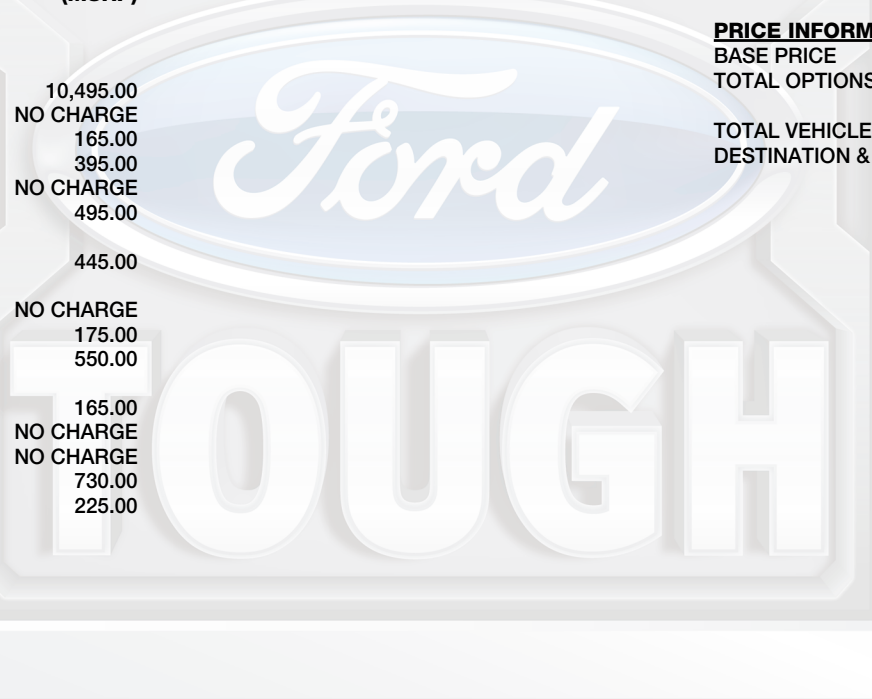 10,495.00
NO CHARGE
165.00
395.00
NO CHARGE
495.00
445.00
NO CHARGE
175.00
550.00
165.00
NO CHARGE
NO CHARGE
730.00
225.00
PRICE INFORM
BASE PRICE
TOTAL OPTIONS
TOTAL VEHICLE
DESTINATION &
Ford
TOUGH